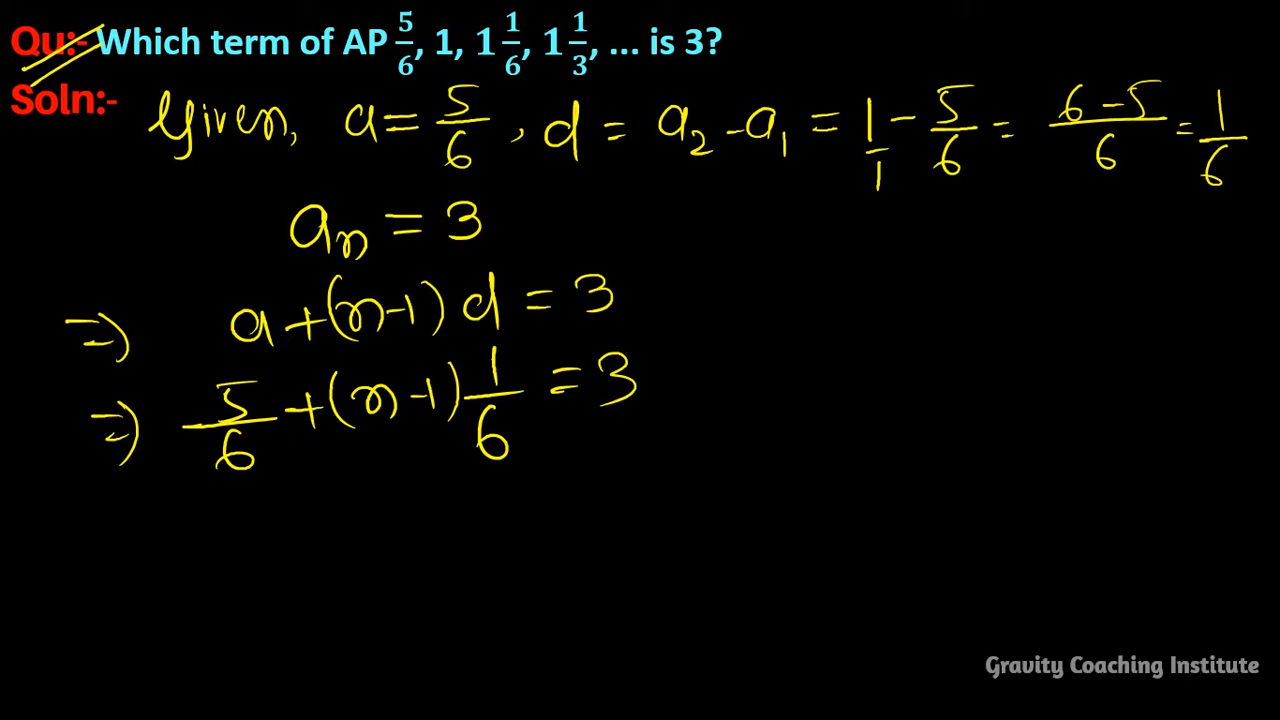 Qu:- Which term of AP 5/6, 1, 1 1/6, 1 1/3, ... is 3?
Soln:- Given, a = 5/6, d = a₂ - a₁ = 1/1 - 5/6 = (6-5)/6 = 1/6
aₙ = 3
=) a + (n-1) d = 3
=) 5/6 + (n-1) 1/6 = 3
Gravity Coaching Institute